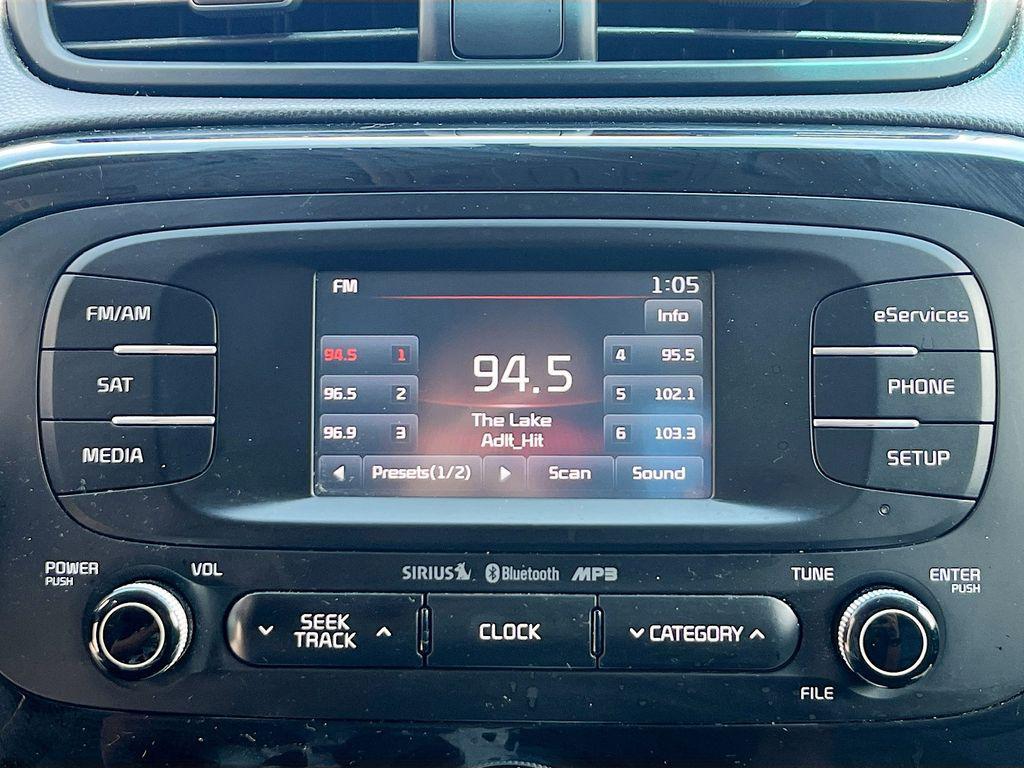 FM 1:05
Info
94.5 1
96.5 2
96.9 3
94.5
The Lake
Adlt_Hit
4 95.5
5 102.1
6 103.3
Presets(1/2) Scan Sound
FM/AM
SAT
MEDIA
eServices
PHONE
SETUP
POWER
PUSH
VOL
SIRIUS Bluetooth MP3
TUNE
ENTER
PUSH
SEEK
TRACK
CLOCK
CATEGORY
FILE